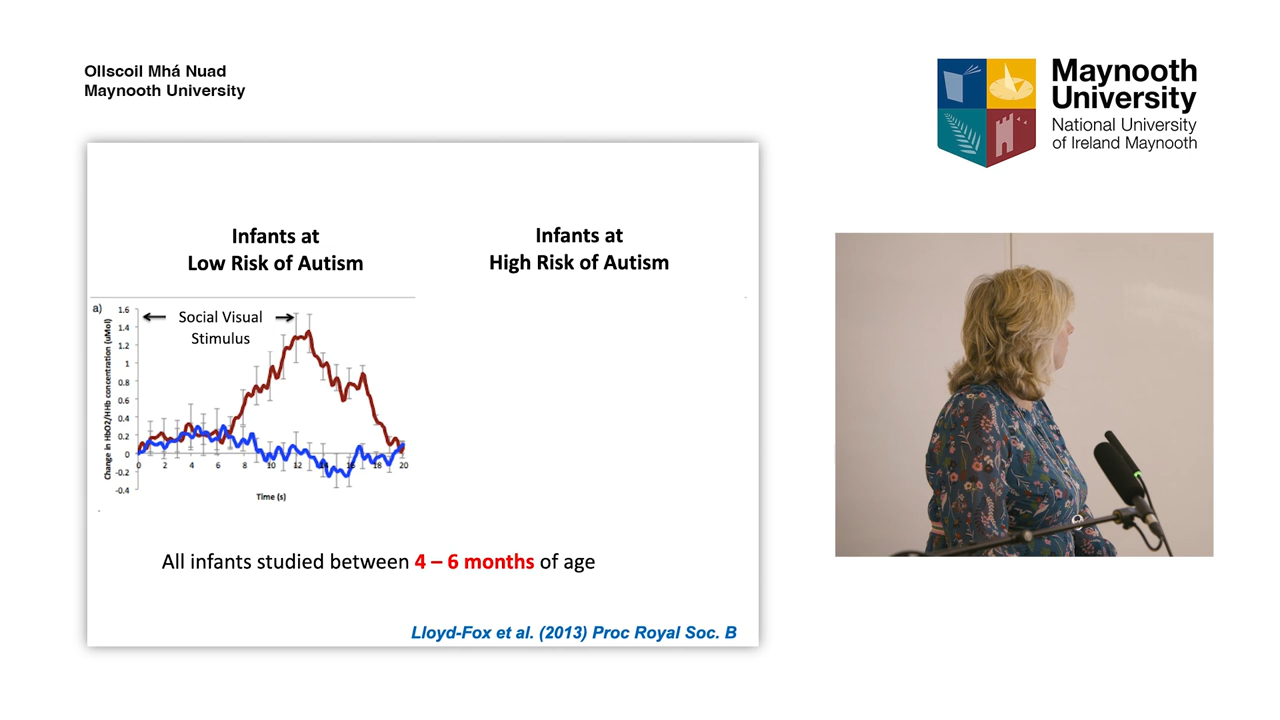 Ollscoil Mhá Nuad
Maynooth University
Maynooth
University
National University
of Ireland Maynooth
Infants at
Low Risk of Autism
Infants at
High Risk of Autism
a)
Social Visual
Stimulus
Change in HbO2/HHb concentration (uMol)
1.6
1.4
1.2
1
0.8
0.6
0.4
0.2
0
-0.2
-0.4
0 2 4 6 8 10 12 14 16 18 20
Time (s)
All infants studied between 4 – 6 months of age
Lloyd-Fox et al. (2013) Proc Royal Soc. B